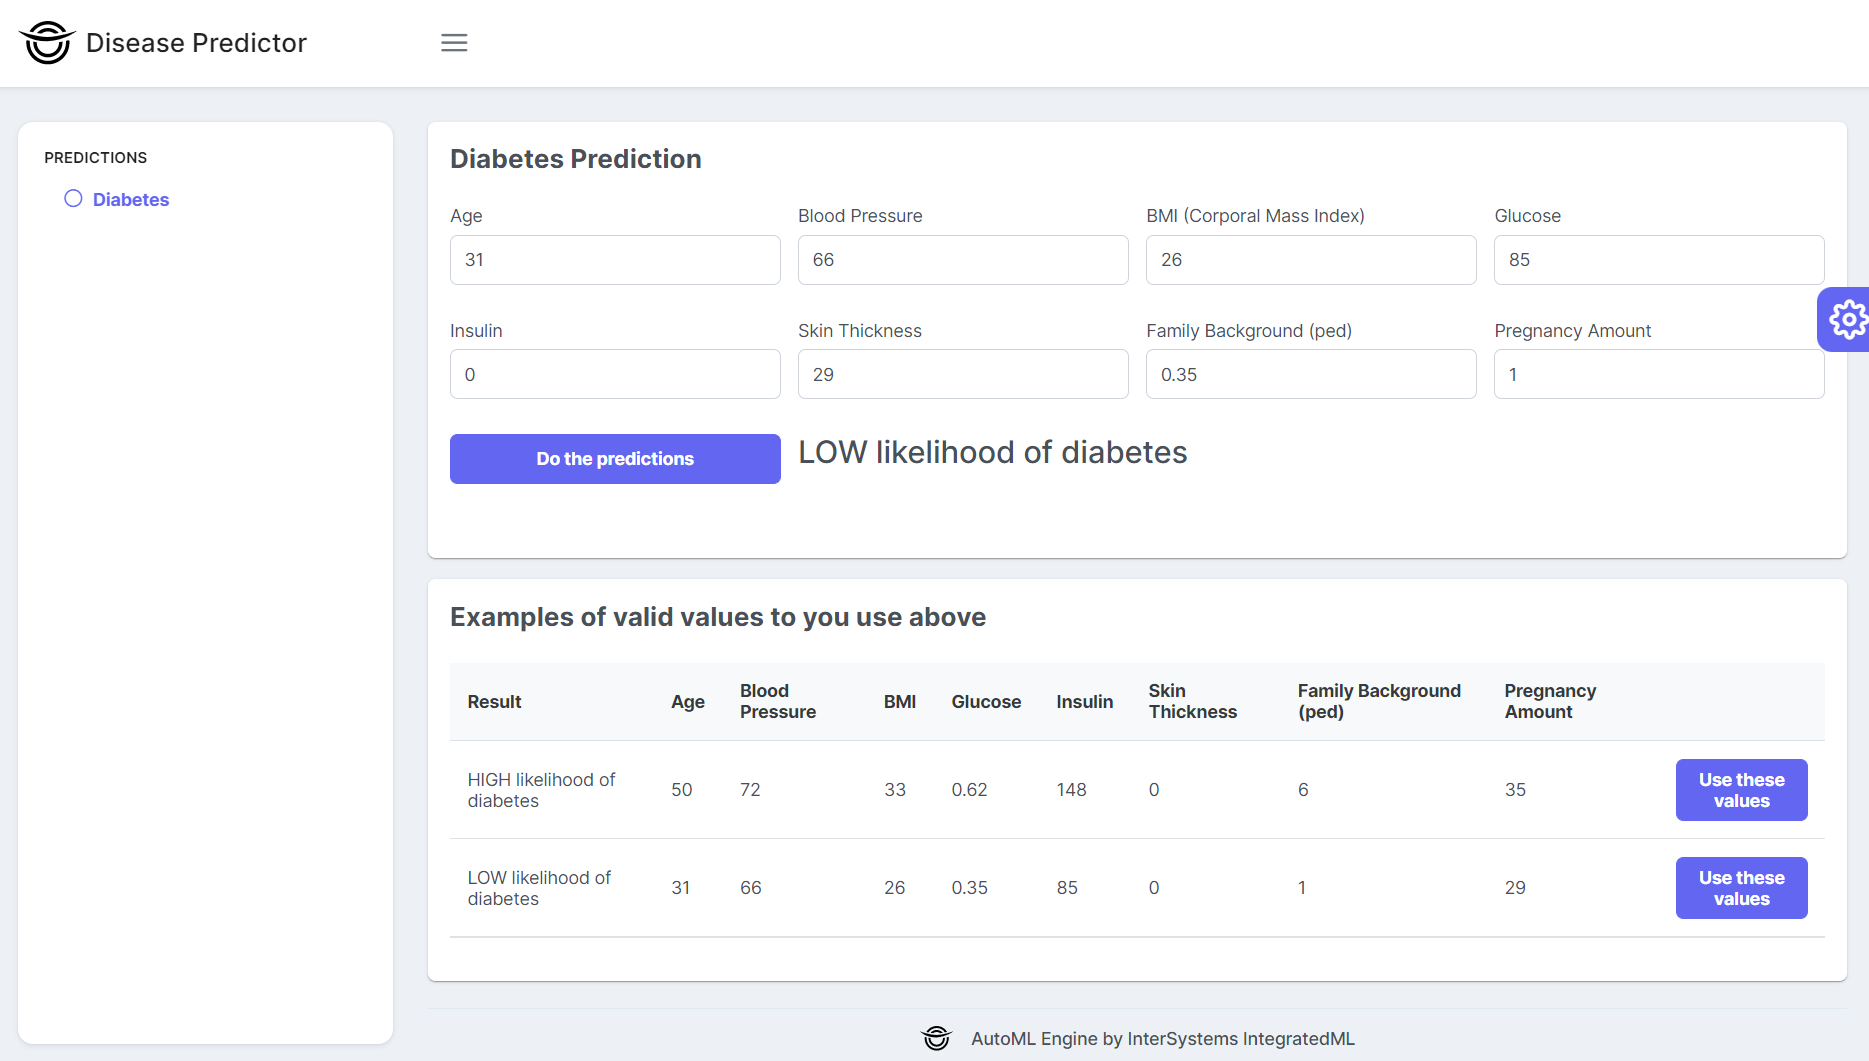 Disease Predictor
PREDICTIONS
Diabetes
Diabetes Prediction
Age Blood Pressure BMI (Corporal Mass Index) Glucose
31 66 26 85
Insulin Skin Thickness Family Background (ped) Pregnancy Amount
0 29 0.35 1
Do the predictions LOW likelihood of diabetes
Examples of valid values to you use above
Result Age Blood Pressure BMI Glucose Insulin Skin Thickness Family Background (ped) Pregnancy Amount
HIGH likelihood of diabetes 50 72 33 0.62 148 0 6 35 Use these values
LOW likelihood of diabetes 31 66 26 0.35 85 0 1 29 Use these values
AutoML Engine by InterSystems IntegratedML